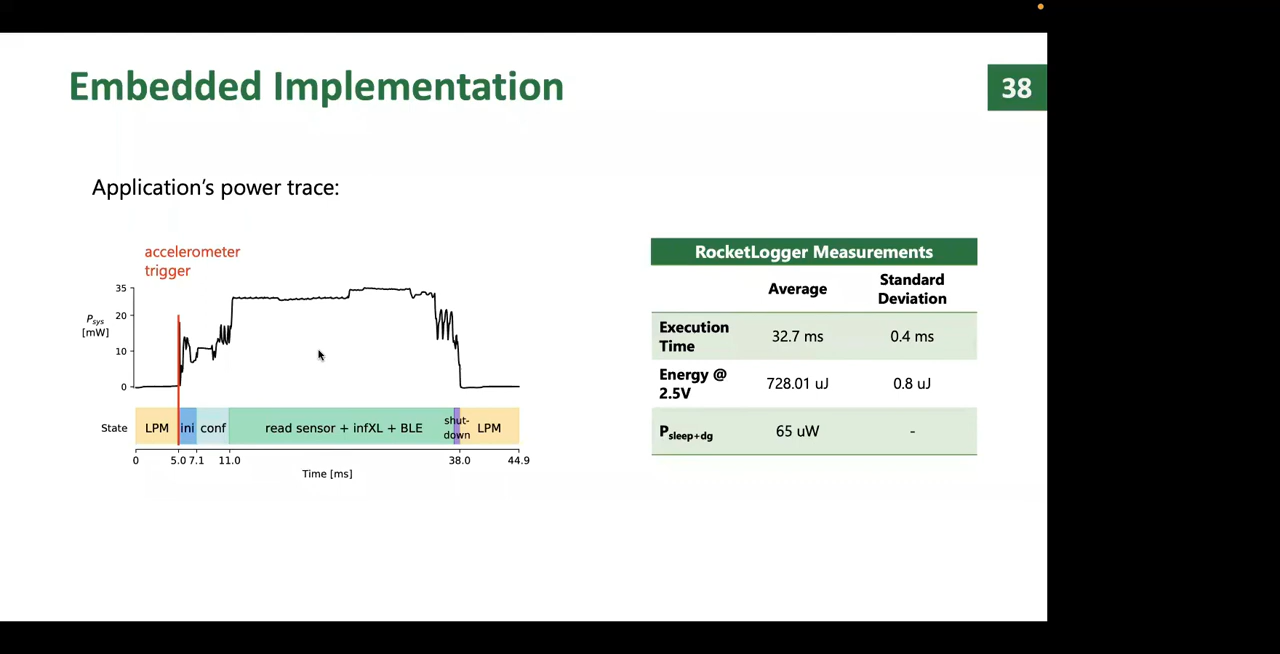 Embedded Implementation
38
Application's power trace:
accelerometer
trigger
35
20
10
0
Psys
[mW]
State
LPM
ini
conf
read sensor + infXL + BLE
shut-
down
LPM
0
5.0
7.1
11.0
38.0
44.9
Time [ms]
RocketLogger Measurements
Average
Standard
Deviation
Execution
Time
32.7 ms
0.4 ms
Energy @
2.5V
728.01 uJ
0.8 uJ
Psleep+dg
65 uW
-